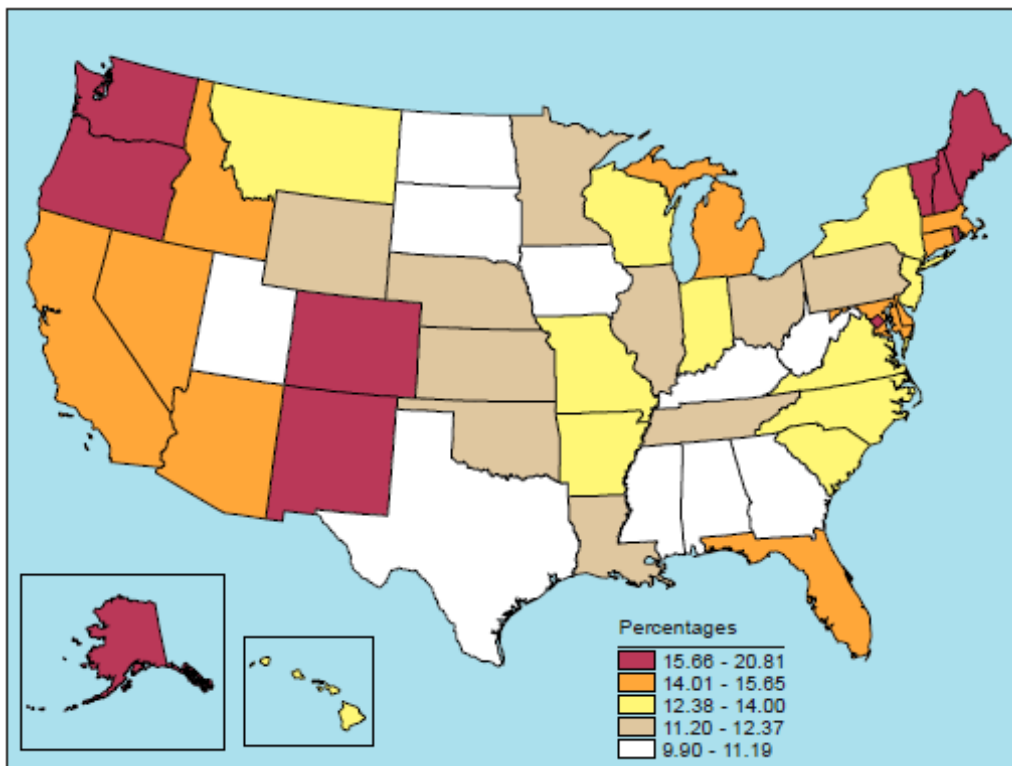 Percentages
15.66 - 20.81
14.01 - 15.65
12.38 - 14.00
11.20 - 12.37
9.90 - 11.19